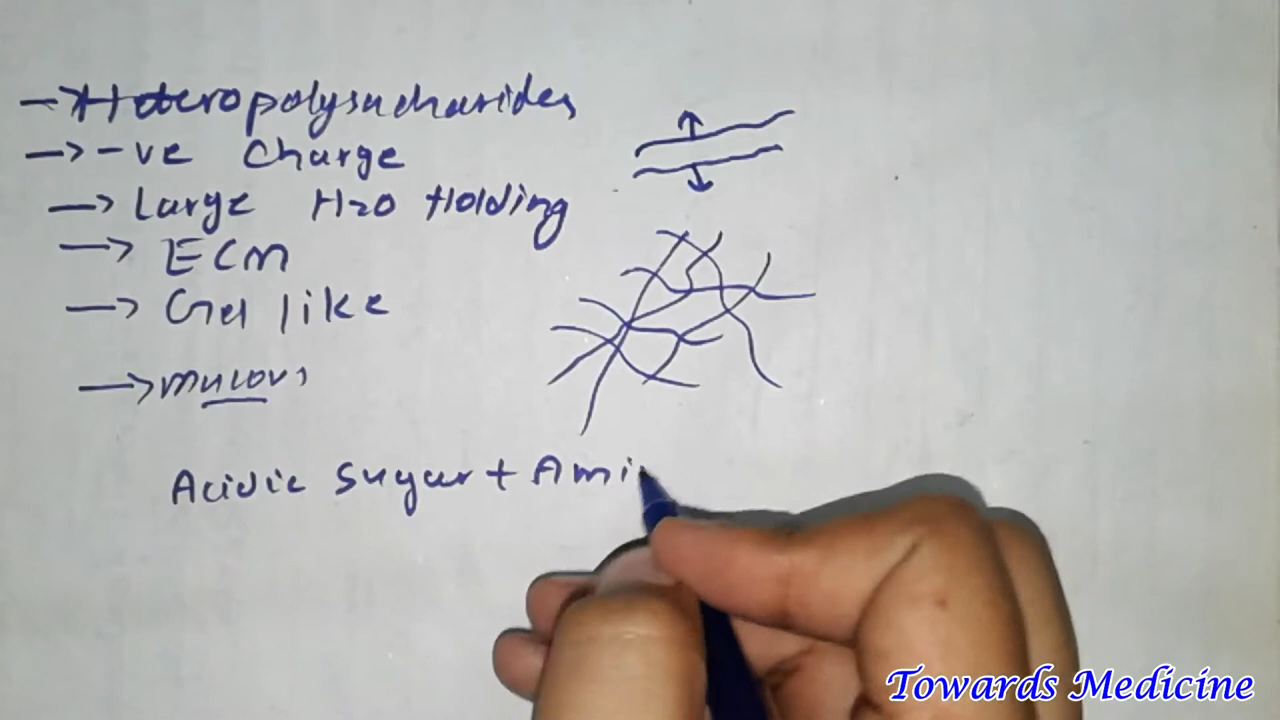 → Heteropolysacharides
→ -ve charge
→ Large H2O Holding
→ ECM
→ Gel like
→ mucous
Acidic Sugar + Ami
Towards Medicine